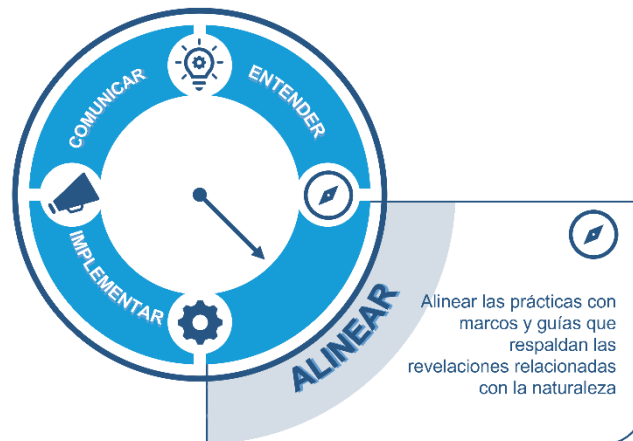 COMUNICAR
ENTENDER
IMPLEMENTAR
ALINEAR
Alinear las prácticas con
marcos y guías que
respaldan las
revelaciones relacionadas
con la naturaleza